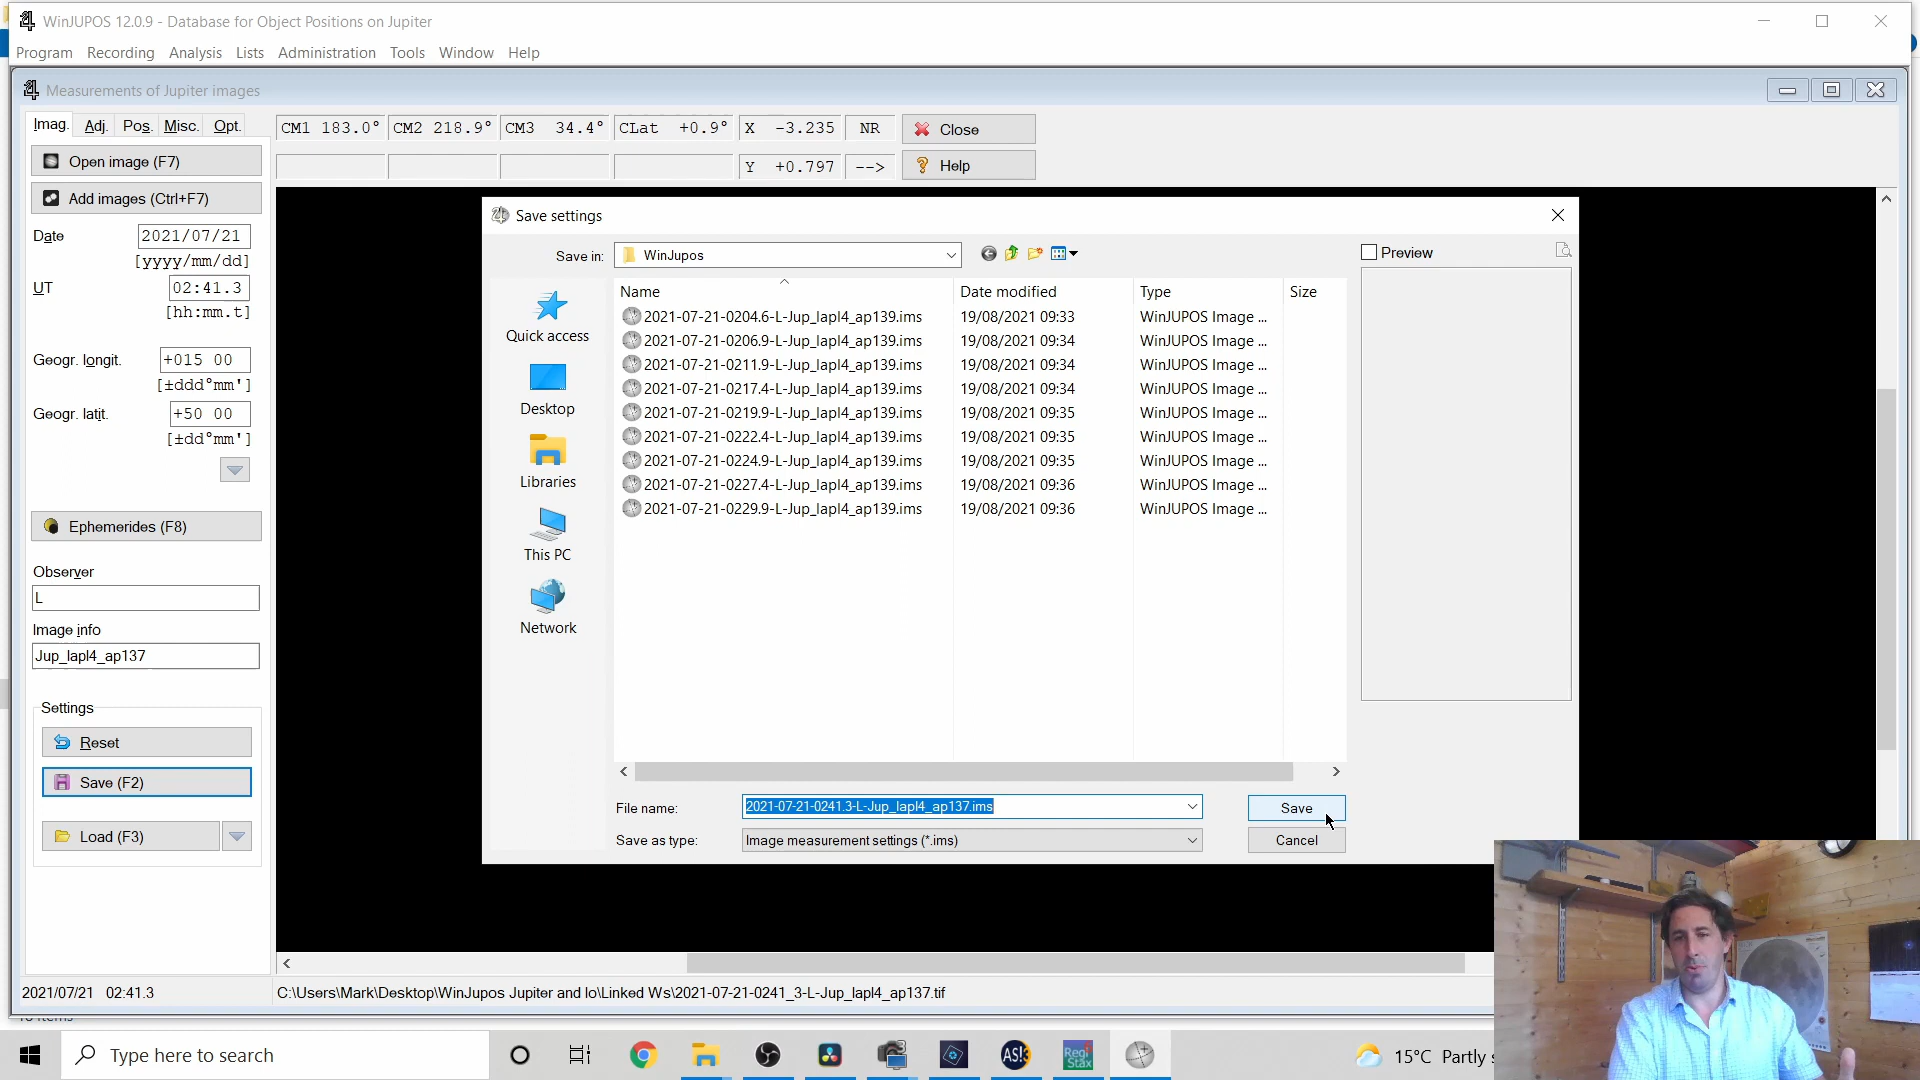 WinJUPOS 12.0.9 - Database for Object Positions on Jupiter
Program Recording Analysis Lists Administration Tools Window Help
Measurements of Jupiter images
Imag. Adj. Pos. Misc. Opt.
CM1 183.0° CM2 218.9° CM3 34.4° CLat +0.9° X -3.235 NR Close
Y +0.797 --> Help
Open image (F7)
Add images (Ctrl+F7)
Date 2021/07/21
[yyyy/mm/dd]
UT 02:41.3
[hh:mm.t]
Geogr. longit. +015 00
[±ddd°mm']
Geogr. latit. +50 00
[±dd°mm']
Ephemerides (F8)
Observer
L
Image info
Jup_lapl4_ap137
Settings
Reset
Save (F2)
Load (F3)
Save settings
Save in: WinJupos
Preview
Quick access
Desktop
Libraries
This PC
Network
Name Date modified Type Size
2021-07-21-0204.6-L-Jup_lapl4_ap139.ims 19/08/2021 09:33 WinJUPOS Image ...
2021-07-21-0206.9-L-Jup_lapl4_ap139.ims 19/08/2021 09:34 WinJUPOS Image ...
2021-07-21-0211.9-L-Jup_lapl4_ap139.ims 19/08/2021 09:34 WinJUPOS Image ...
2021-07-21-0217.4-L-Jup_lapl4_ap139.ims 19/08/2021 09:34 WinJUPOS Image ...
2021-07-21-0219.9-L-Jup_lapl4_ap139.ims 19/08/2021 09:35 WinJUPOS Image ...
2021-07-21-0222.4-L-Jup_lapl4_ap139.ims 19/08/2021 09:35 WinJUPOS Image ...
2021-07-21-0224.9-L-Jup_lapl4_ap139.ims 19/08/2021 09:35 WinJUPOS Image ...
2021-07-21-0227.4-L-Jup_lapl4_ap139.ims 19/08/2021 09:36 WinJUPOS Image ...
2021-07-21-0229.9-L-Jup_lapl4_ap139.ims 19/08/2021 09:36 WinJUPOS Image ...
File name: 2021-07-21-0241.3-L-Jup_lapl4_ap137.ims Save
Save as type: Image measurement settings (*.ims) Cancel
2021/07/21 02:41.3 C:\Users\Mark\Desktop\WinJupos Jupiter and Io\Linked Ws\2021-07-21-0241_3-L-Jup_lapl4_ap137.tif
Type here to search
AS!3
Regi Stax
15°C Partly